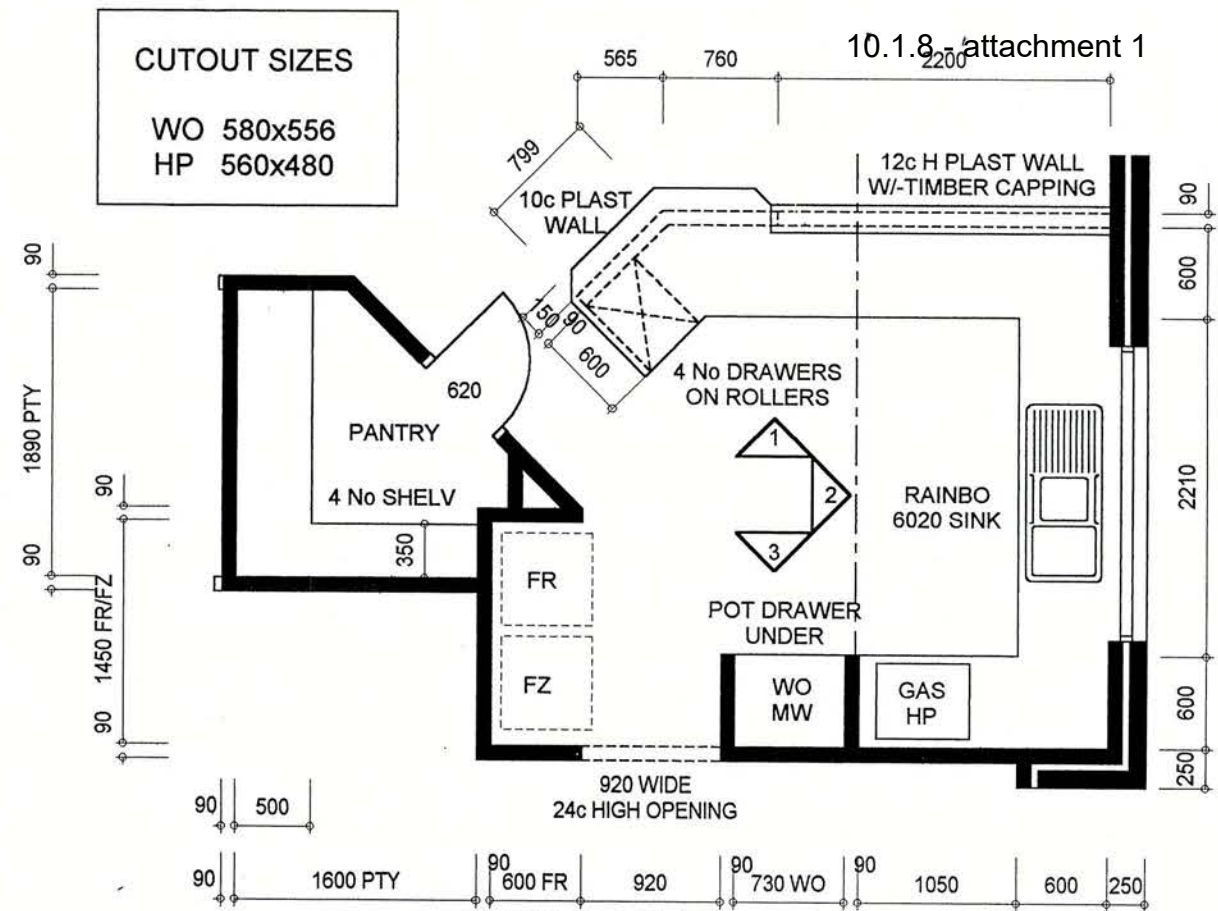 10.1.8 - attachment 1
CUTOUT SIZES
WO 580x556
HP 560x480
565
760
2200
799
10c PLAST
WALL
12c H PLAST WALL
W/-TIMBER CAPPING
90
600
2210
600
250
90
1890 PTY
90
90
1450 FR/FZ
90
150
90
600
620
PANTRY
4 No SHELV
350
4 No DRAWERS
ON ROLLERS
1
2
3
RAINBO
6020 SINK
FR
FZ
POT DRAWER
UNDER
WO
MW
GAS
HP
920 WIDE
24c HIGH OPENING
90
500
90
1600 PTY
90
600 FR
920
90
730 WO
90
1050
600
250